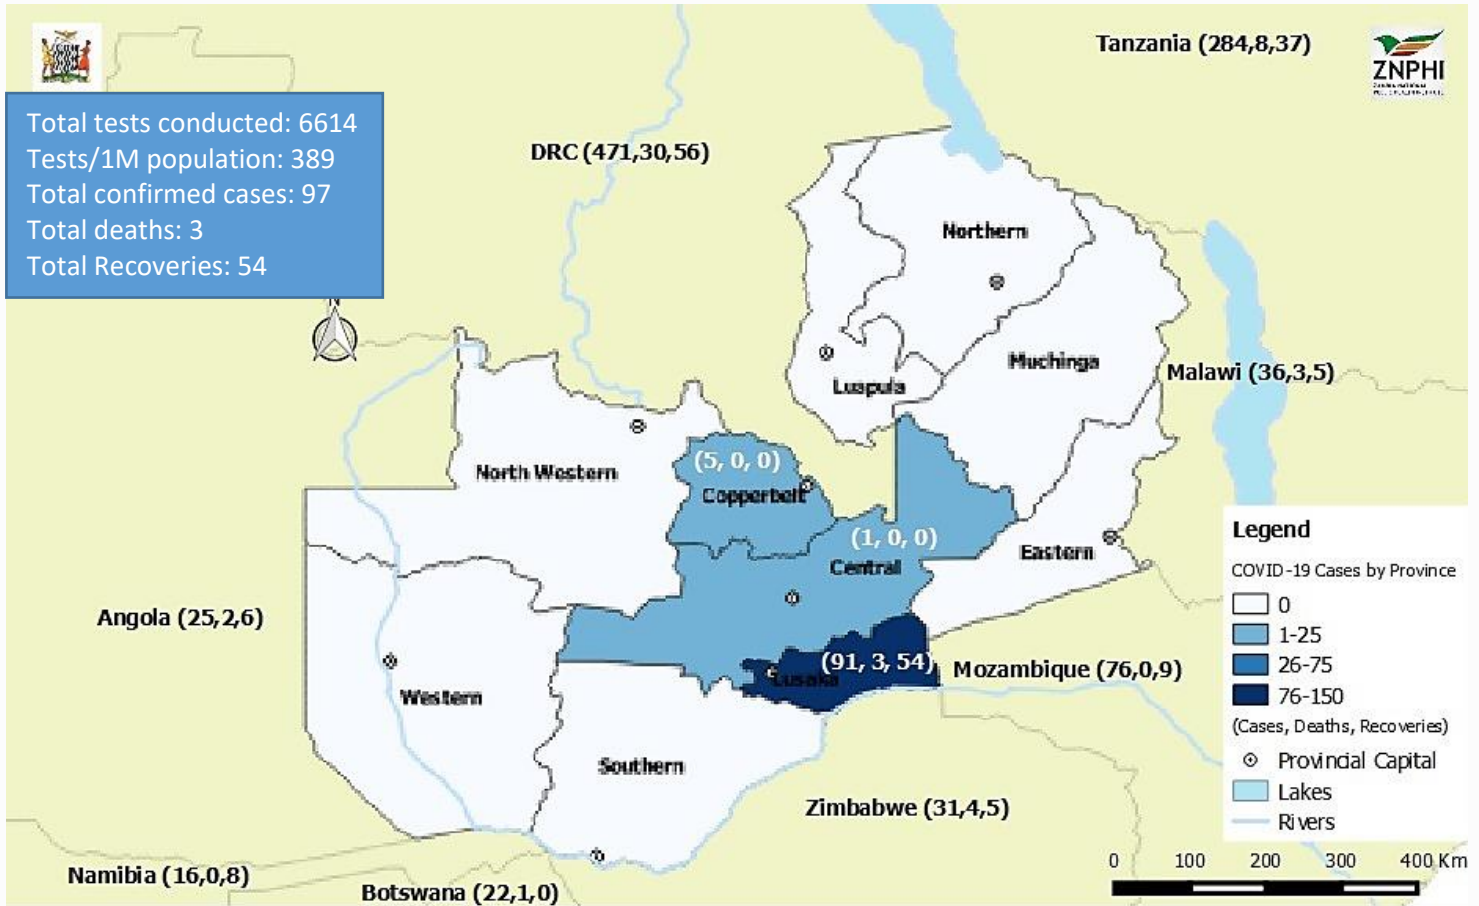 Tanzania (284,8,37)
ZNPHI
Total tests conducted: 6614
Tests/1M population: 389
Total confirmed cases: 97
Total deaths: 3
Total Recoveries: 54
N
DRC (471,30,56)
Northern
Muchinga
Malawi (36,3,5)
Luapula
North Western
(5, 0, 0)
Copperbelt
(1, 0, 0)
Central
Eastern
Angola (25,2,6)
(91, 3, 54)
Lusaka
Mozambique (76,0,9)
Western
Southern
Zimbabwe (31,4,5)
Namibia (16,0,8)
Botswana (22,1,0)
Legend
COVID-19 Cases by Province
0
1-25
26-75
76-150
(Cases, Deaths, Recoveries)
Provincial Capital
Lakes
Rivers
0 100 200 300 400 Km